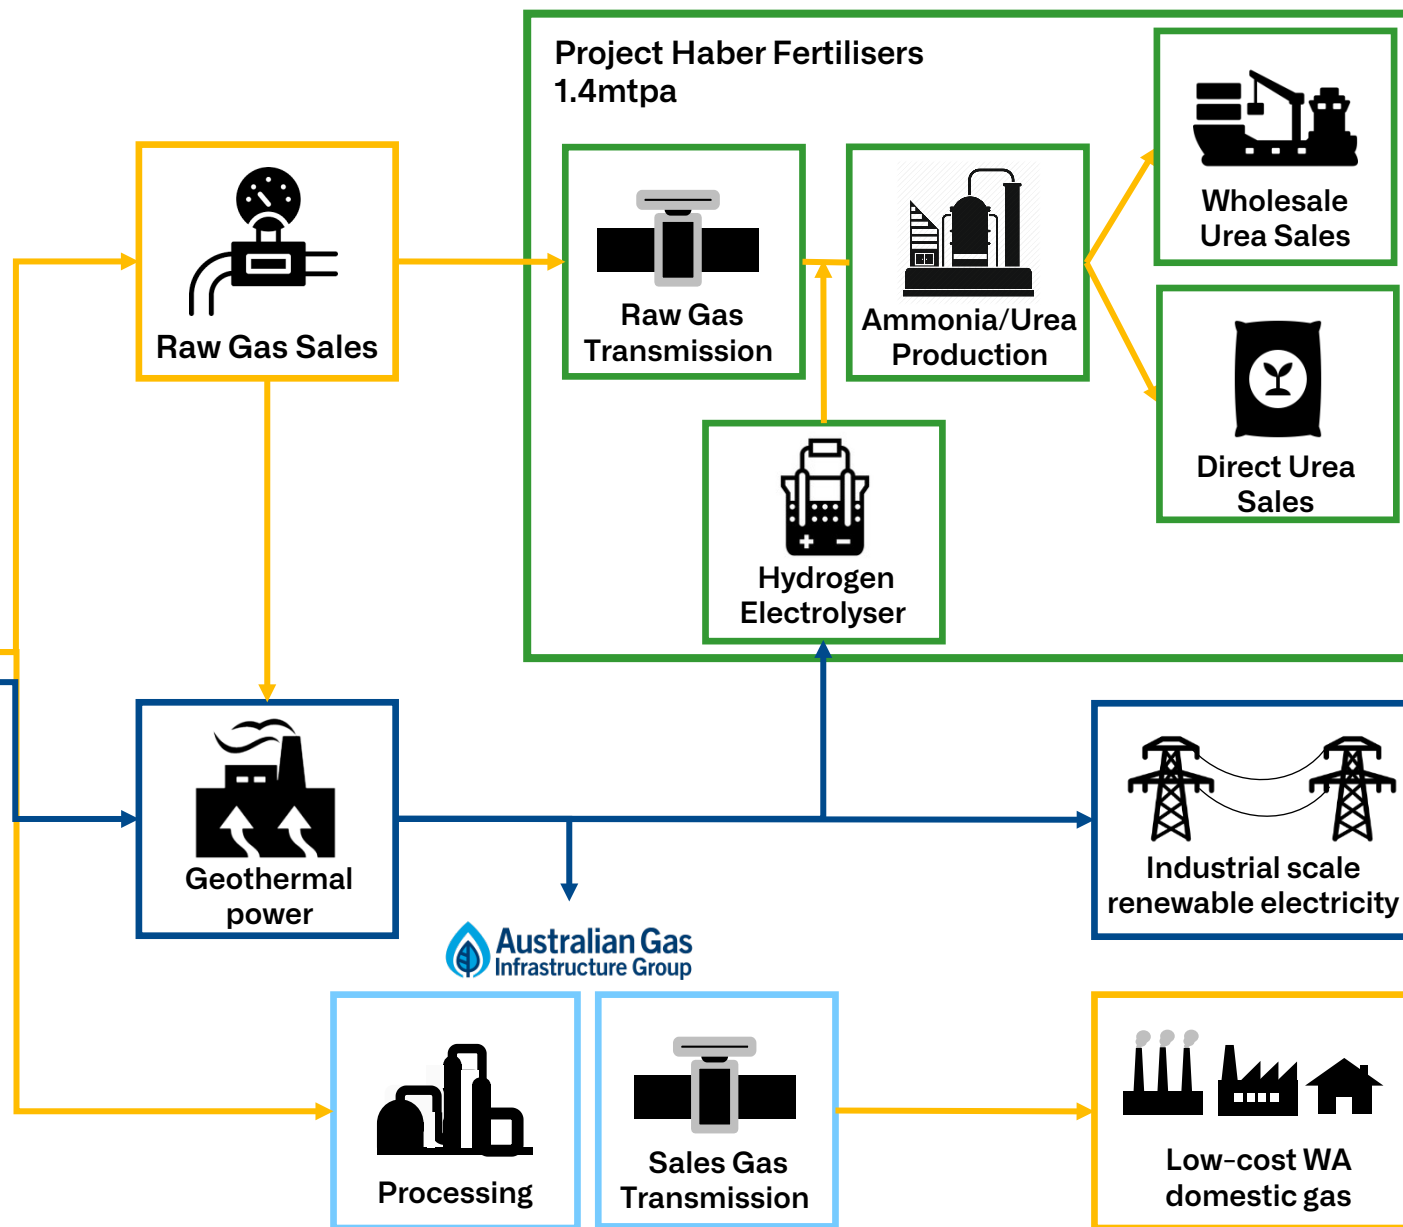 Project Haber Fertilisers
1.4mtpa
Wholesale
Urea Sales
Raw Gas Sales
Raw Gas
Transmission
Ammonia/Urea
Production
Direct Urea
Sales
Hydrogen
Electrolyser
Geothermal
power
Industrial scale
renewable electricity
Australian Gas
Infrastructure Group
Processing
Sales Gas
Transmission
Low-cost WA
domestic gas